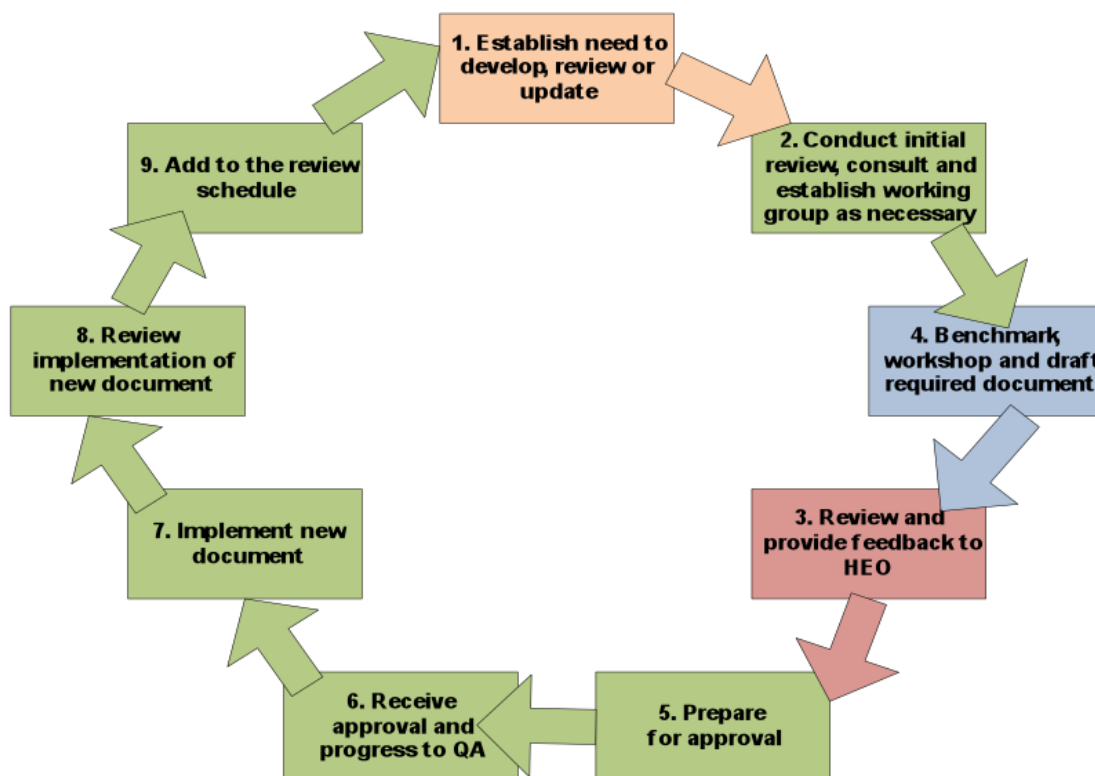 1. Establish need to
develop, review or
update
2. Conduct initial
review, consult and
establish working
group as necessary
4. Benchmark,
workshop and draft
required document
3. Review and
provide feedback to
HEO
5. Prepare
for approval
6. Receive
approval and
progress to QA
7. Implement new
document
8. Review
implementation of
new document
9. Add to the review
schedule